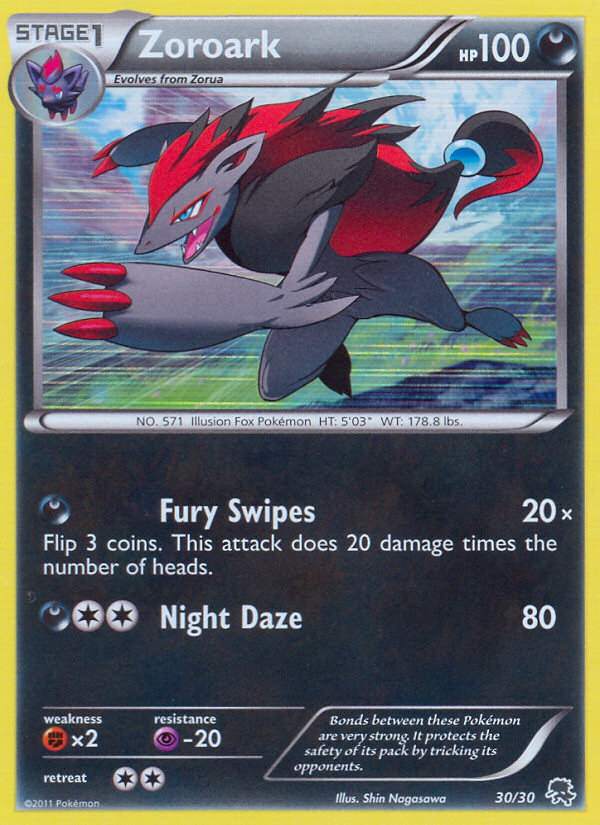 STAGE1
Zoroark
HP100
Evolves from Zorua
NO. 571 Illusion Fox Pokémon HT: 5'03" WT: 178.8 lbs.
Fury Swipes 20×
Flip 3 coins. This attack does 20 damage times the
number of heads.
Night Daze 80
weakness resistance
×2 -20
retreat
Bonds between these Pokémon
are very strong. It protects the
safety of its pack by tricking its
opponents.
©2011 Pokémon Illus. Shin Nagasawa 30/30